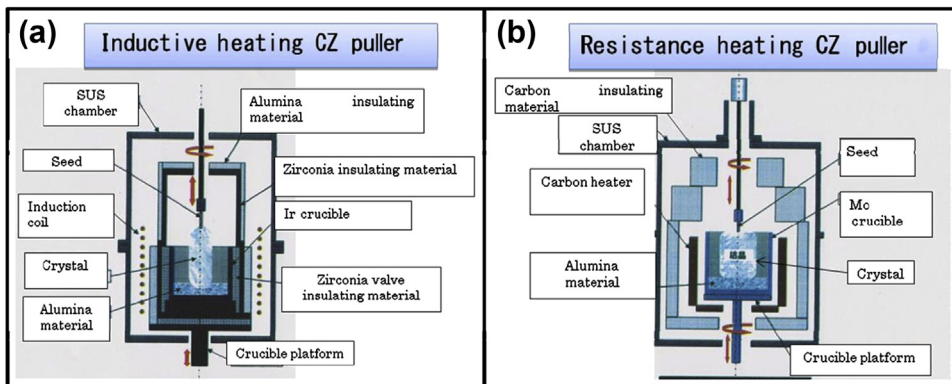 (a)
Inductive heating CZ puller
SUS
chamber
Alumina insulating
material
Seed
Zirconia insulating material
Induction
coil
Ir crucible
Crystal
Zirconia valve
insulating material
Alumina
material
Crucible platform
(b)
Resistance heating CZ puller
Carbon insulating
material
SUS
chamber
Seed
Carbon heater
Mo
crucible
結晶
Alumina
material
Crystal
Crucible platform